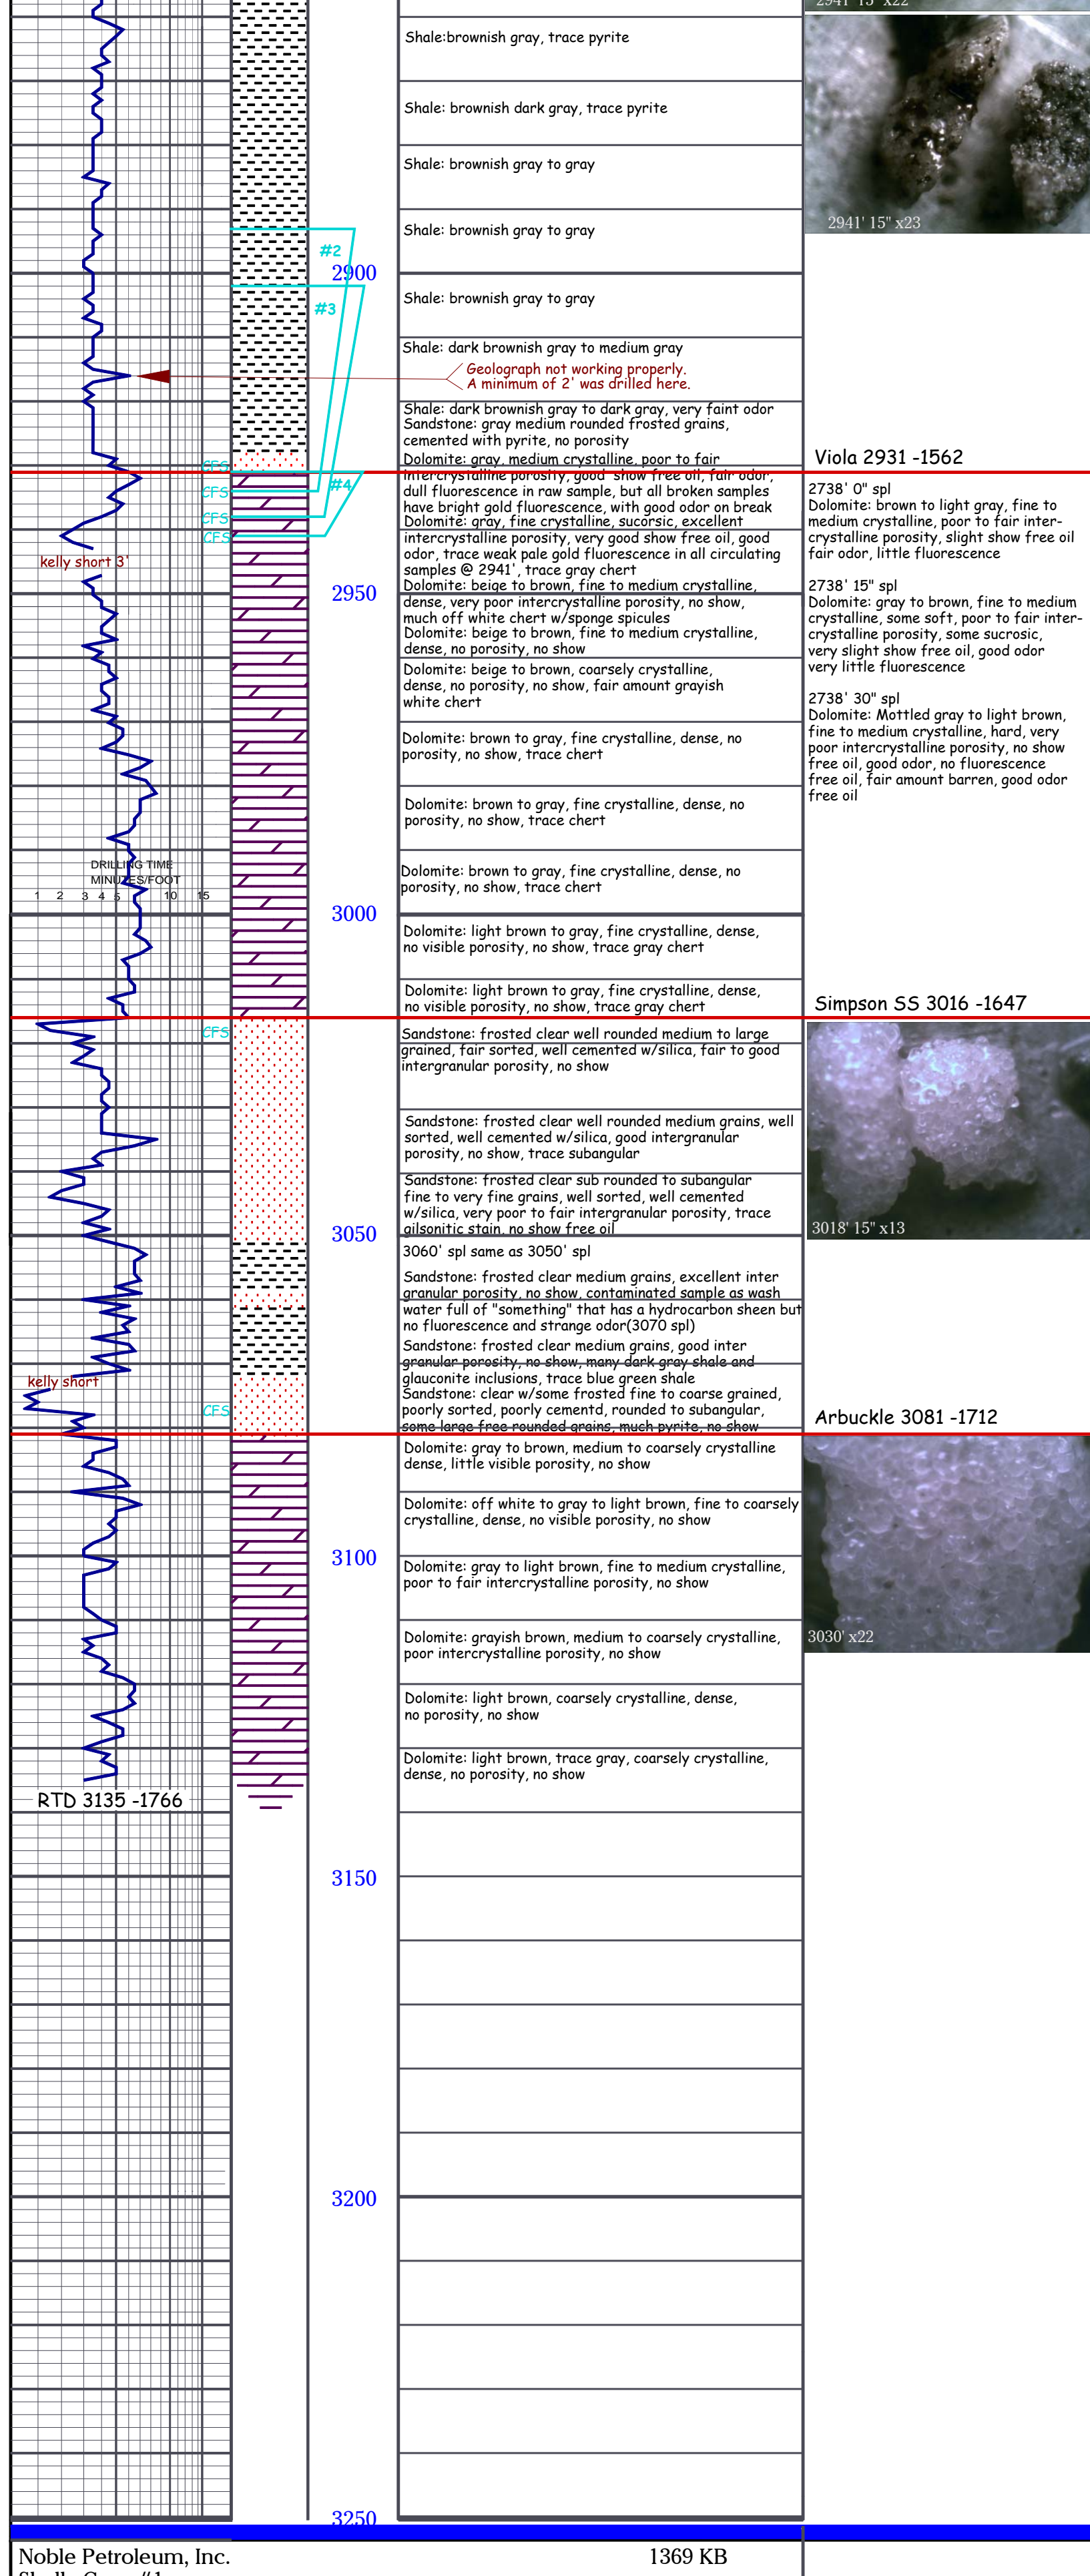 2941' 15" x22
Shale:brownish gray, trace pyrite
Shale: brownish dark gray, trace pyrite
Shale: brownish gray to gray
2941' 15" x23
Shale: brownish gray to gray
#2
2900
Shale: brownish gray to gray
#3
Shale: dark brownish gray to medium gray
Geolograph not working properly.
A minimum of 2' was drilled here.
Shale: dark brownish gray to dark gray, very faint odor
Sandstone: gray medium rounded frosted grains,
cemented with pyrite, no porosity
Viola 2931 -1562
CFS
Dolomite: gray, medium crystalline, poor to fair
intercrystalline porosity, good show free oil, fair odor,
dull fluorescence in raw sample, but all broken samples
have bright gold fluorescence, with good odor on break
#4
CFS
CFS
CFS
Dolomite: gray, fine crystalline, sucorsic, excellent
intercrystalline porosity, very good show free oil, good
odor, trace weak pale gold fluorescence in all circulating
samples @ 2941', trace gray chert
kelly short 3'
2738' 0" spl
Dolomite: brown to light gray, fine to
medium crystalline, poor to fair inter-
crystalline porosity, slight show free oil
fair odor, little fluorescence
2738' 15" spl
Dolomite: gray to brown, fine to medium
crystalline, some soft, poor to fair inter-
crystalline porosity, some sucrosic,
very slight show free oil, good odor
very little fluorescence
2738' 30" spl
Dolomite: Mottled gray to light brown,
fine to medium crystalline, hard, very
poor intercrystalline porosity, no show
free oil, good odor, no fluorescence
free oil, fair amount barren, good odor
free oil
2950
Dolomite: beige to brown, fine to medium crystalline,
dense, very poor intercrystalline porosity, no show,
much off white chert w/sponge spicules
Dolomite: beige to brown, fine to medium crystalline,
dense, no porosity, no show
Dolomite: beige to brown, coarsely crystalline,
dense, no porosity, no show, fair amount grayish
white chert
Dolomite: brown to gray, fine crystalline, dense, no
porosity, no show, trace chert
Dolomite: brown to gray, fine crystalline, dense, no
porosity, no show, trace chert
DRILLING TIME
MINUTES/FOOT
1 2 3 4 5 10 15
Dolomite: brown to gray, fine crystalline, dense, no
porosity, no show, trace chert
3000
Dolomite: light brown to gray, fine crystalline, dense,
no visible porosity, no show, trace gray chert
Dolomite: light brown to gray, fine crystalline, dense,
no visible porosity, no show, trace gray chert
Simpson SS 3016 -1647
CFS
Sandstone: frosted clear well rounded medium to large
grained, fair sorted, well cemented w/silica, fair to good
intergranular porosity, no show
Sandstone: frosted clear well rounded medium grains, well
sorted, well cemented w/silica, good intergranular
porosity, no show, trace subangular
Sandstone: frosted clear sub rounded to subangular
fine to very fine grains, well sorted, well cemented
w/silica, very poor to fair intergranular porosity, trace
gilsonitic stain, no show free oil
3018' 15" x13
3050
3060' spl same as 3050' spl
Sandstone: frosted clear medium grains, excellent inter
granular porosity, no show, contaminated sample as wash
water full of "something" that has a hydrocarbon sheen but
no fluorescence and strange odor(3070 spl)
Sandstone: frosted clear medium grains, good inter
granular porosity, no show, many dark gray shale and
glauconite inclusions, trace blue green shale
kelly short
CFS
Sandstone: clear w/some frosted fine to coarse grained,
poorly sorted, poorly cementd, rounded to subangular,
some large free rounded grains, much pyrite, no show
Arbuckle 3081 -1712
Dolomite: gray to brown, medium to coarsely crystalline
dense, little visible porosity, no show
Dolomite: off white to gray to light brown, fine to coarsely
crystalline, dense, no visible porosity, no show
3100
Dolomite: gray to light brown, fine to medium crystalline,
poor to fair intercrystalline porosity, no show
3030' x22
Dolomite: grayish brown, medium to coarsely crystalline,
poor intercrystalline porosity, no show
Dolomite: light brown, coarsely crystalline, dense,
no porosity, no show
Dolomite: light brown, trace gray, coarsely crystalline,
dense, no porosity, no show
RTD 3135 -1766
3150
3200
3250
Noble Petroleum, Inc.
1369 KB